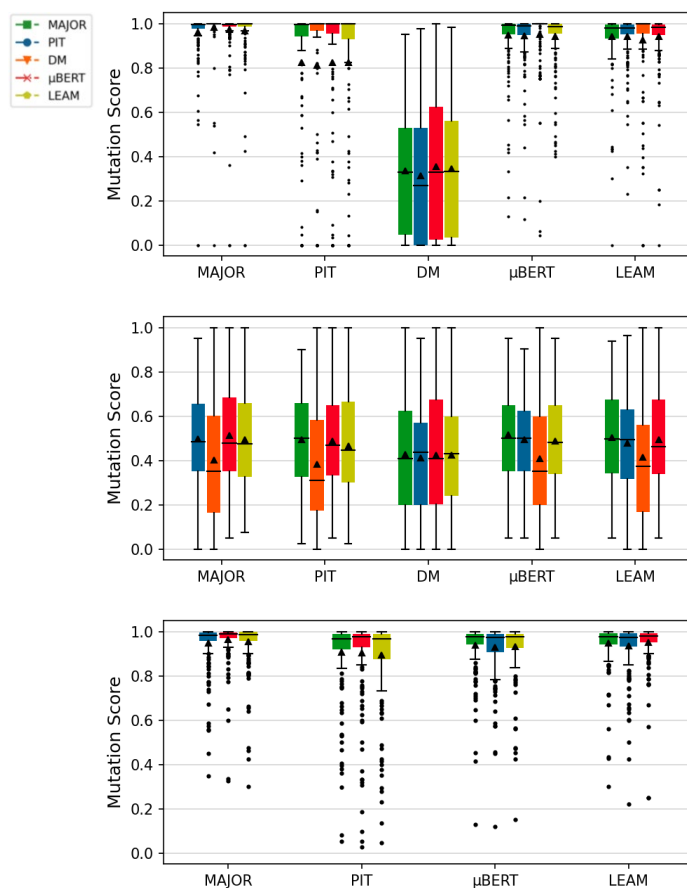 MAJOR
PIT
DM
μBERT
LEAM
Mutation Score
1.0
0.8
0.6
0.4
0.2
0.0
MAJOR PIT DM μBERT LEAM
Mutation Score
1.0
0.8
0.6
0.4
0.2
0.0
MAJOR PIT DM μBERT LEAM
Mutation Score
1.0
0.8
0.6
0.4
0.2
0.0
MAJOR PIT μBERT LEAM